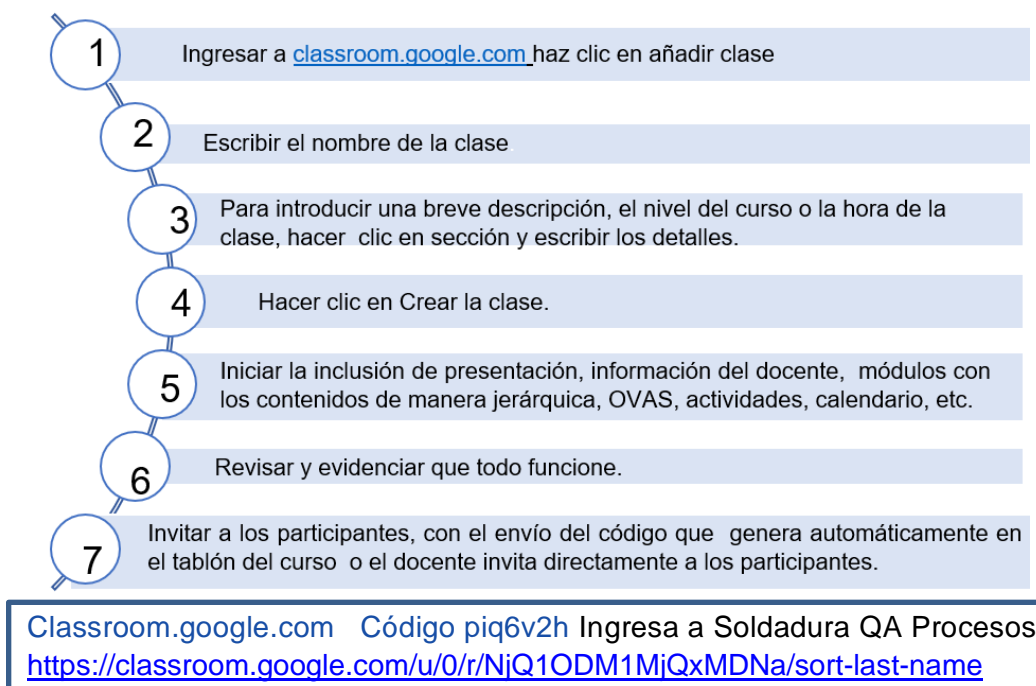 1
Ingresar a classroom.google.com haz clic en añadir clase
2
Escribir el nombre de la clase.
3
Para introducir una breve descripción, el nivel del curso o la hora de la
clase, hacer clic en sección y escribir los detalles.
4
Hacer clic en Crear la clase.
5
Iniciar la inclusión de presentación, información del docente, módulos con
los contenidos de manera jerárquica, OVAS, actividades, calendario, etc.
6
Revisar y evidenciar que todo funcione.
7
Invitar a los participantes, con el envío del código que genera automáticamente en
el tablón del curso o el docente invita directamente a los participantes.
Classroom.google.com Código piq6v2h Ingresa a Soldadura QA Procesos
https://classroom.google.com/u/0/r/NjQ1ODM1MjQxMDNa/sort-last-name